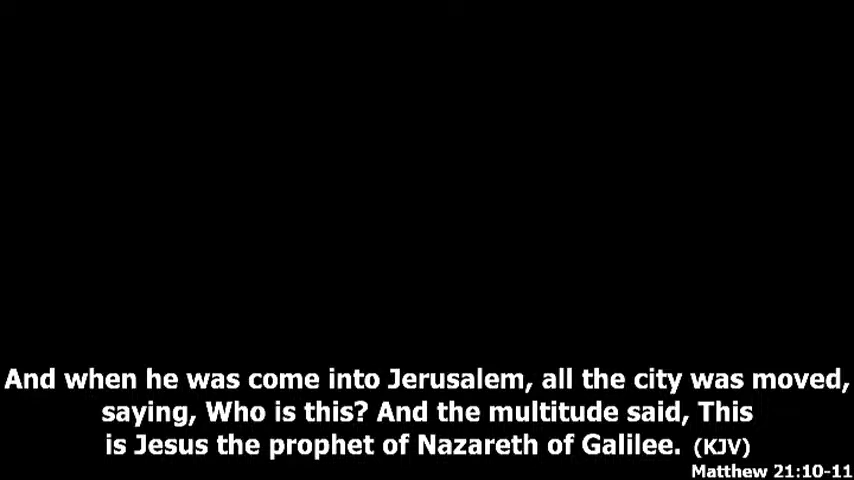 And when he was come into Jerusalem, all the city was moved,
saying, Who is this? And the multitude said, This
is Jesus the prophet of Nazareth of Galilee. (KJV)
Matthew 21:10-11